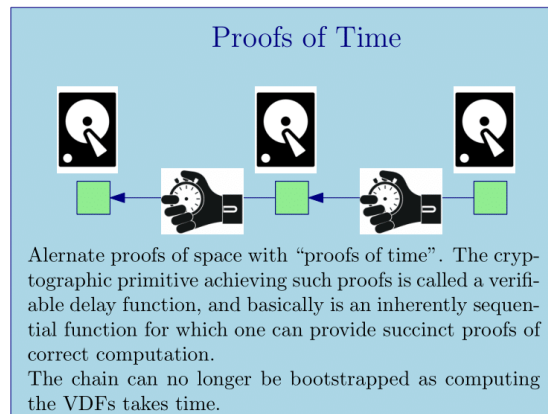 Proofs of Time
Alernate proofs of space with “proofs of time”. The cryp-
tographic primitive achieving such proofs is called a verifi-
able delay function, and basically is an inherently sequen-
tial function for which one can provide succinct proofs of
correct computation.
The chain can no longer be bootstrapped as computing
the VDFs takes time.